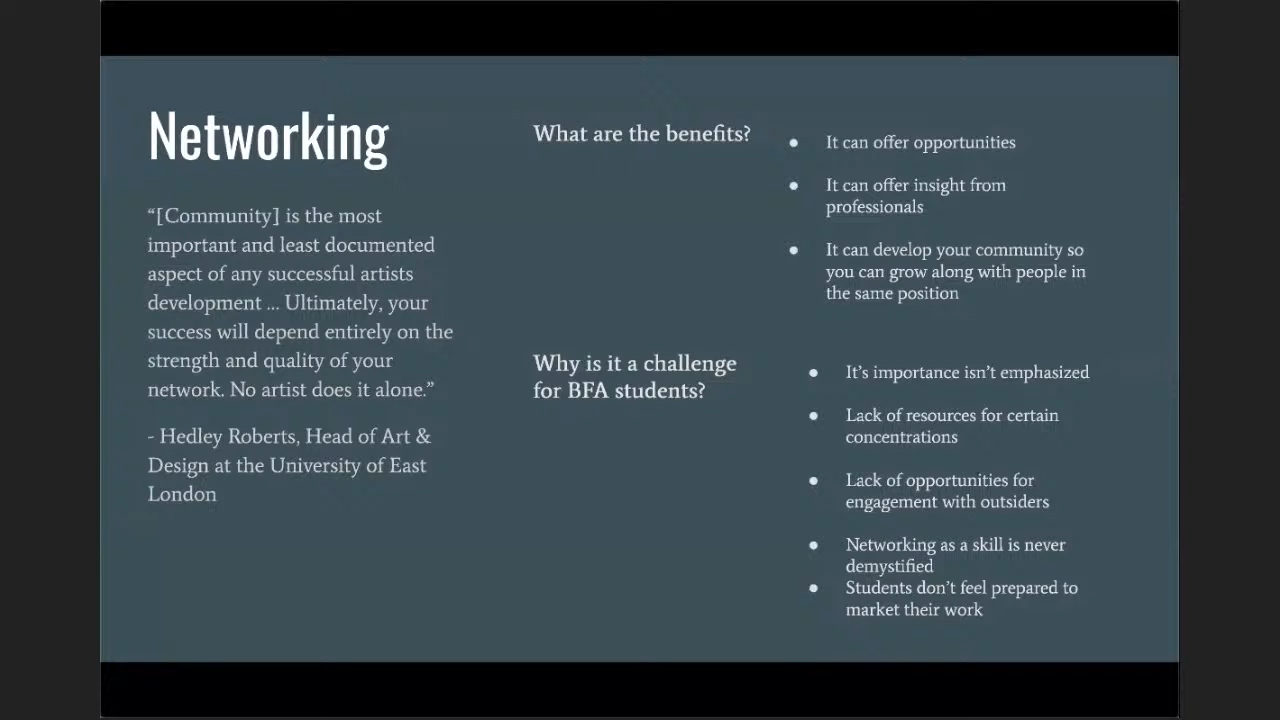 Networking
“[Community] is the most
important and least documented
aspect of any successful artists
development ... Ultimately, your
success will depend entirely on the
strength and quality of your
network. No artist does it alone.”
- Hedley Roberts, Head of Art &
Design at the University of East
London
What are the benefits?
● It can offer opportunities
● It can offer insight from
professionals
● It can develop your community so
you can grow along with people in
the same position
Why is it a challenge
for BFA students?
● It’s importance isn’t emphasized
● Lack of resources for certain
concentrations
● Lack of opportunities for
engagement with outsiders
● Networking as a skill is never
demystified
● Students don’t feel prepared to
market their work